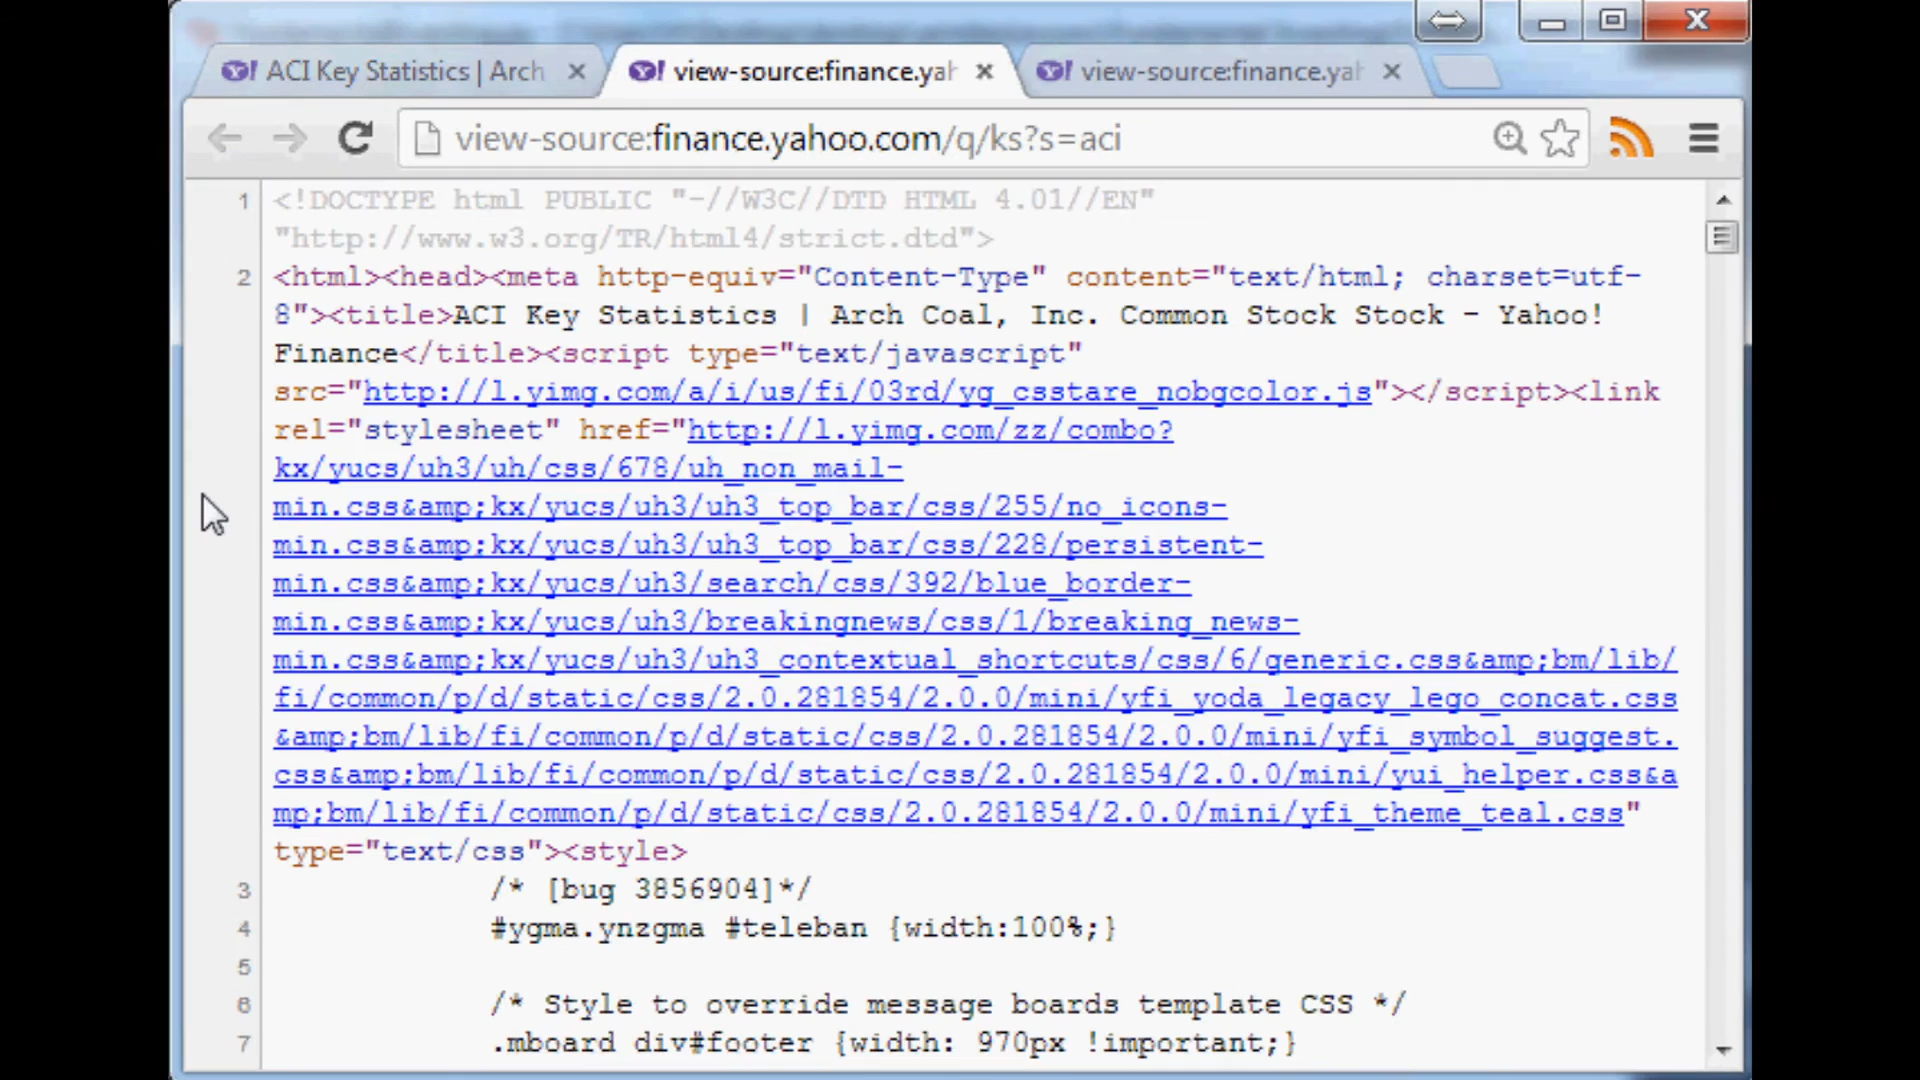 ACI Key Statistics | Arch
view-source:finance.yah
view-source:finance.yah
view-source:finance.yahoo.com/q/ks?s=aci
1 <!DOCTYPE html PUBLIC "-//W3C//DTD HTML 4.01//EN"
"http://www.w3.org/TR/html4/strict.dtd">
2 <html><head><meta http-equiv="Content-Type" content="text/html; charset=utf-
8"><title>ACI Key Statistics | Arch Coal, Inc. Common Stock Stock - Yahoo!
Finance</title><script type="text/javascript"
src="http://l.yimg.com/a/i/us/fi/03rd/yg_csstare_nobgcolor.js"></script><link
rel="stylesheet" href="http://l.yimg.com/zz/combo?
kx/yucs/uh3/uh/css/678/uh_non_mail-
min.css&amp;kx/yucs/uh3/uh3_top_bar/css/255/no_icons-
min.css&amp;kx/yucs/uh3/uh3_top_bar/css/228/persistent-
min.css&amp;kx/yucs/uh3/search/css/392/blue_border-
min.css&amp;kx/yucs/uh3/breakingnews/css/1/breaking_news-
min.css&amp;kx/yucs/uh3/uh3_contextual_shortcuts/css/6/generic.css&amp;bm/lib/
fi/common/p/d/static/css/2.0.281854/2.0.0/mini/yfi_yoda_legacy_lego_concat.css
&amp;bm/lib/fi/common/p/d/static/css/2.0.281854/2.0.0/mini/yfi_symbol_suggest.
css&amp;bm/lib/fi/common/p/d/static/css/2.0.281854/2.0.0/mini/yui_helper.css&a
mp;bm/lib/fi/common/p/d/static/css/2.0.281854/2.0.0/mini/yfi_theme_teal.css"
type="text/css"><style>
3 /* [bug 3856904]*/
4 #ygma.ynzgma #teleban {width:100%;}
5
6 /* Style to override message boards template CSS */
7 .mboard div#footer {width: 970px !important;}